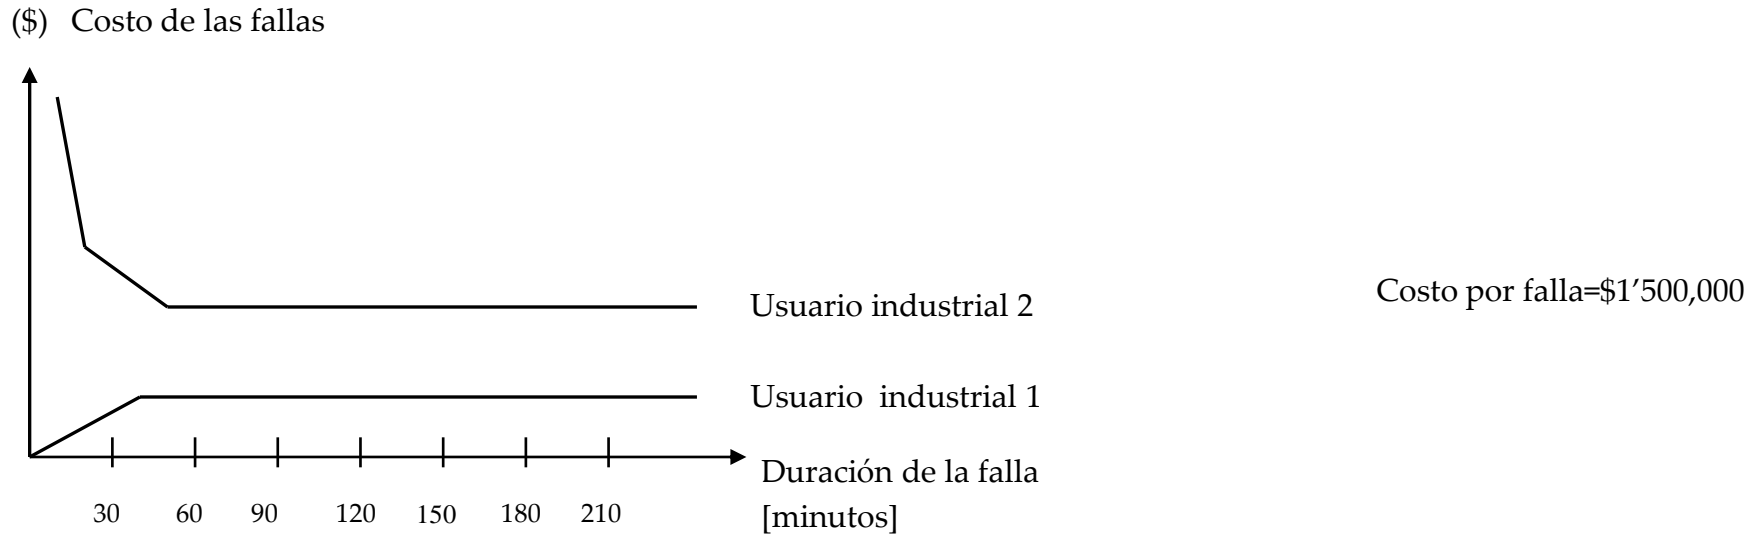 ($) Costo de las fallas
Usuario industrial 2
Costo por falla=$1’500,000
Usuario industrial 1
Duración de la falla
[minutos]
30 60 90 120 150 180 210